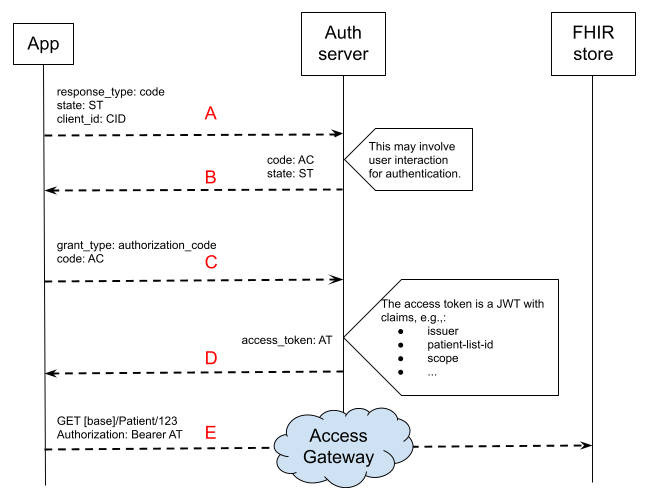 App
Auth
server
FHIR
store
response_type: code
state: ST
client_id: CID
A
This may involve
user interaction
for authentication.
code: AC
state: ST
B
grant_type: authorization_code
code: AC
C
The access token is a JWT with
claims, e.g.,:
● issuer
● patient-list-id
● scope
● ...
access_token: AT
D
GET [base]/Patient/123
Authorization: Bearer AT
E
Access
Gateway